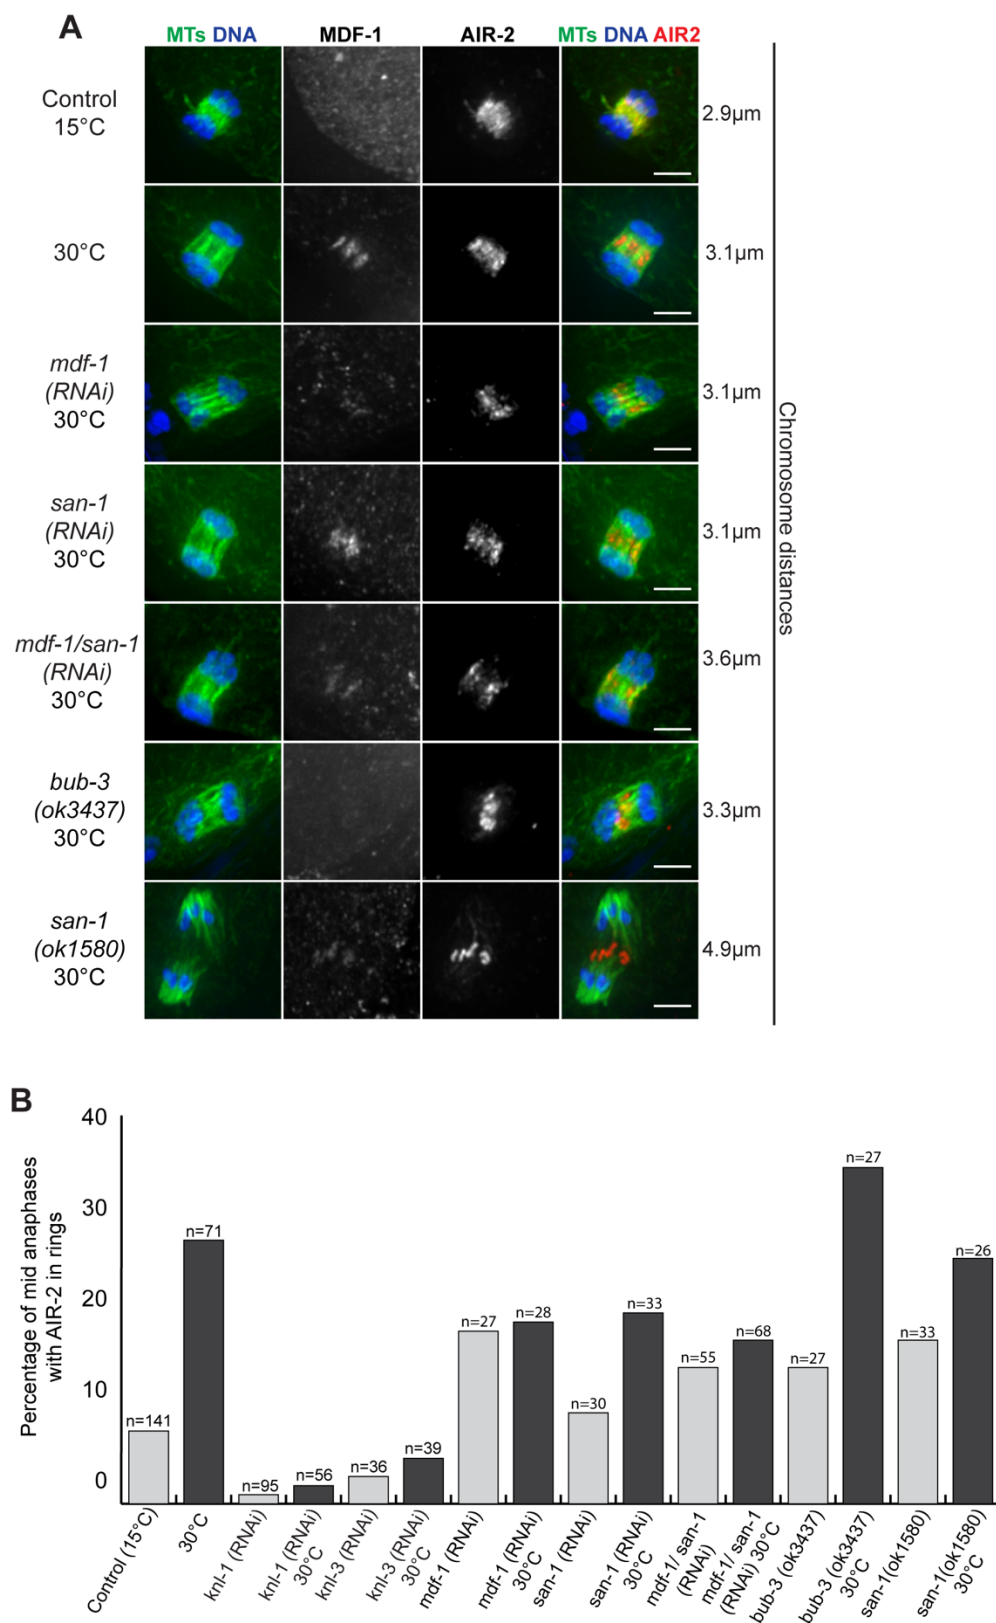 A
MTs DNA MDF-1 AIR-2 MTs DNA AIR2
Control
15°C
2.9µm
30°C
3.1µm
mdf-1
(RNAi)
30°C
3.1µm
san-1
(RNAi)
30°C
3.1µm
mdf-1/san-1
(RNAi)
30°C
3.6µm
bub-3
(ok3437)
30°C
3.3µm
san-1
(ok1580)
30°C
4.9µm
Chromosome distances
B
Percentage of mid anaphases
with AIR-2 in rings
40
30
20
10
0
n=141
n=71
n=95
n=56
n=36
n=39
n=27
n=28
n=30
n=33
n=55
n=68
n=27
n=27
n=33
n=26
Control (15°C)
30°C
knl-1 (RNAi)
knl-1 (RNAi)
30°C
knl-3 (RNAi)
knl-3 (RNAi)
30°C
mdf-1 (RNAi)
mdf-1 (RNAi)
30°C
san-1 (RNAi)
san-1 (RNAi)
30°C
mdf-1/ san-1
(RNAi)
mdf-1/ san-1
(RNAi) 30°C
bub-3 (ok3437)
bub-3 (ok3437)
30°C
san-1(ok1580)
san-1(ok1580)
30°C